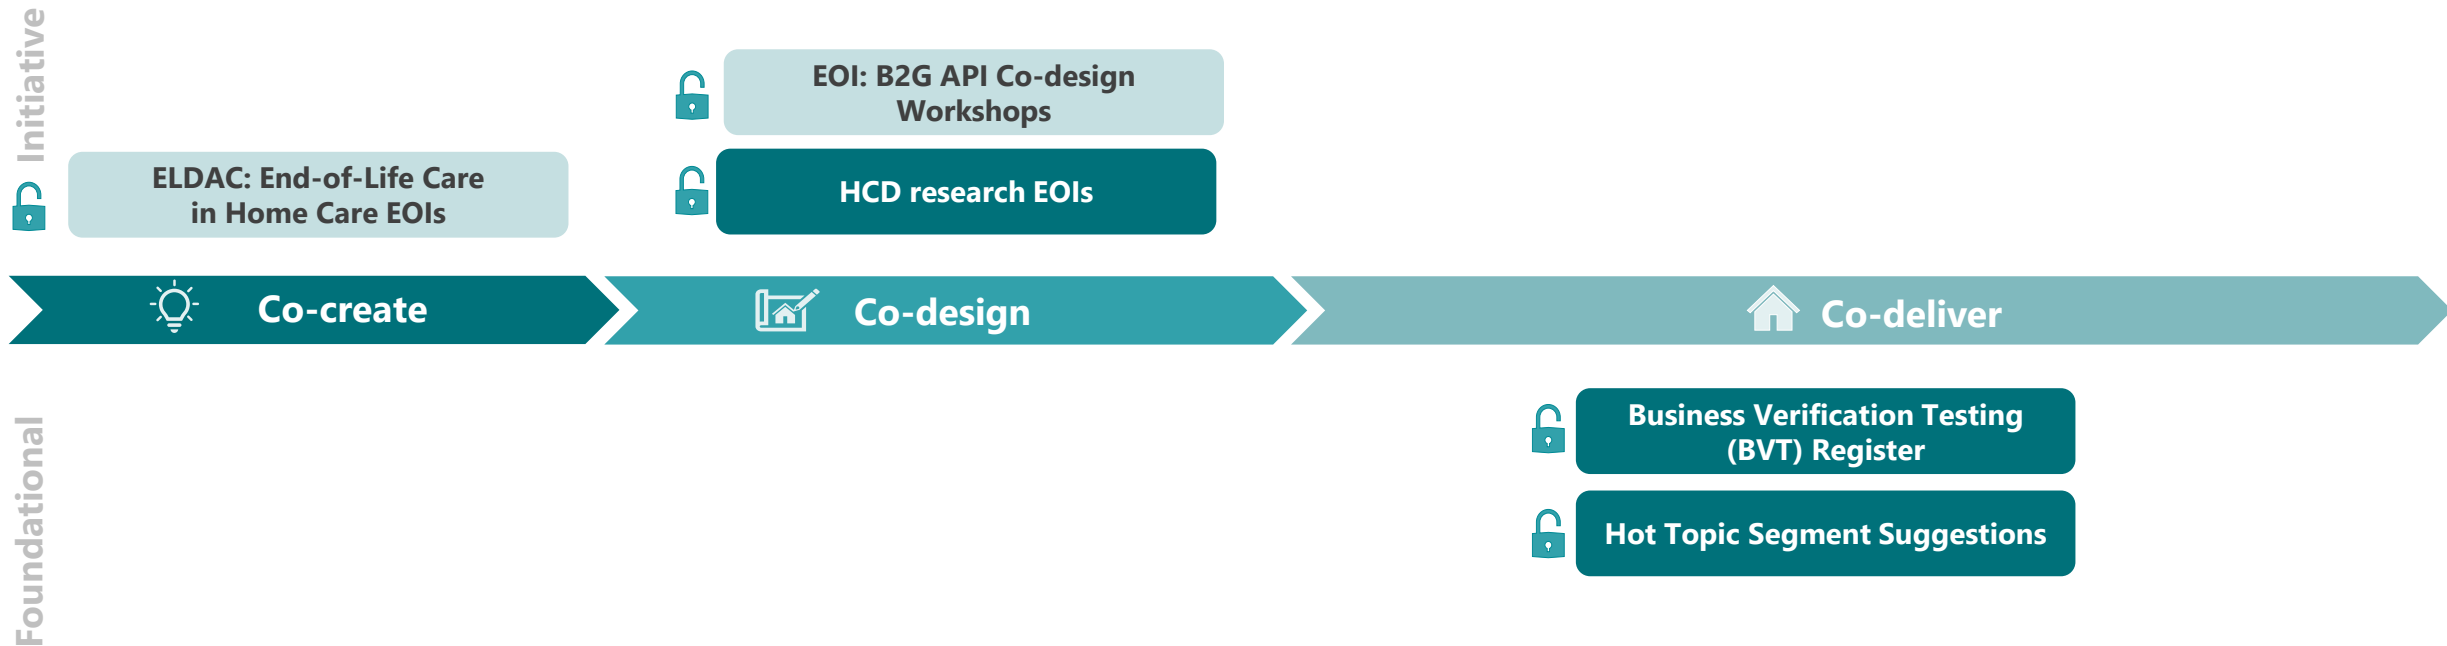 Initiative
EOI: B2G API Co-design
Workshops
ELDAC: End-of-Life Care
in Home Care EOIs
HCD research EOIs
Co-create
Co-design
Co-deliver
Foundational
Business Verification Testing
(BVT) Register
Hot Topic Segment Suggestions